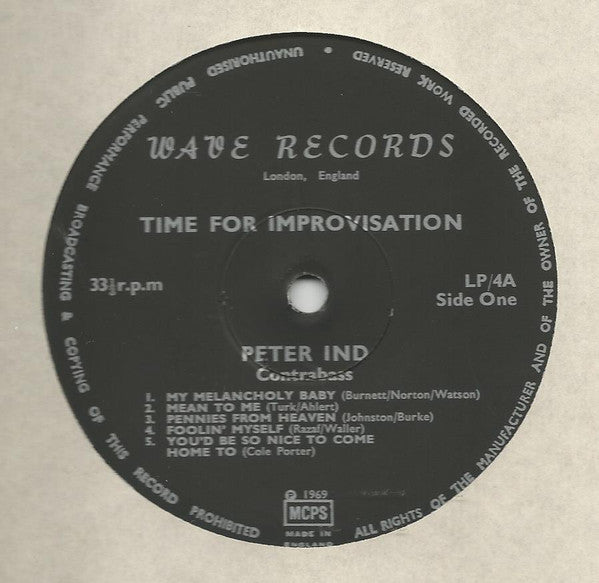 WAVE RECORDS
London, England
TIME FOR IMPROVISATION
33⅓r.p.m
LP/4A
Side One
PETER IND
Contrabass
1. MY MELANCHOLY BABY (Burnett/Norton/Watson)
2. MEAN TO ME (Turk/Ahlert)
3. PENNIES FROM HEAVEN (Johnston/Burke)
4. FOOLIN' MYSELF (Razaf/Waller)
5. YOU'D BE SO NICE TO COME
HOME TO (Cole Porter)
℗ 1969
MCPS
MADE IN
ENGLAND
ALL RIGHTS OF THE MANUFACTURER AND OF THE OWNER OF THE RECORDED WORK RESERVED • UNAUTHORISED PUBLIC PERFORMANCE BROADCASTING & COPYING OF THIS RECORD PROHIBITED